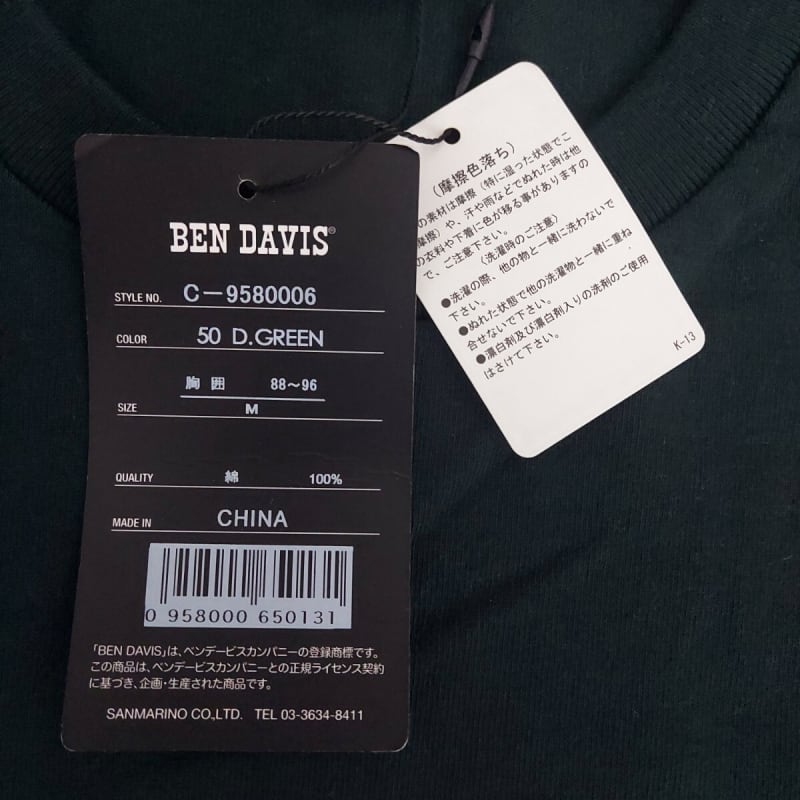 BEN DAVIS®
STYLE NO. C-9580006
COLOR 50 D.GREEN
胸囲 88~96
SIZE M
QUALITY 綿 100%
MADE IN CHINA
0 958000 650131
「BEN DAVIS」は、ベンデービスカンパニーの登録商標です。
この商品は、ベンデービスカンパニーとの正規ライセンス契約
に基づき、企画・生産された商品です。
SANMARINO CO.,LTD. TEL 03-3634-8411
(摩擦色落ち)
の素材は摩擦(特に湿った状態でこ
摩擦)や、汗や雨などでぬれた時は他
の衣料や下着に色が移る事がありますの
で、ご注意下さい。
(洗濯時のご注意)
●洗濯の際、他の物と一緒に洗わないで
下さい。
●ぬれた状態で他の洗濯物と一緒に重ね
合せないで下さい。
●漂白剤及び漂白剤入りの洗剤のご使用
はさけて下さい。
K-13